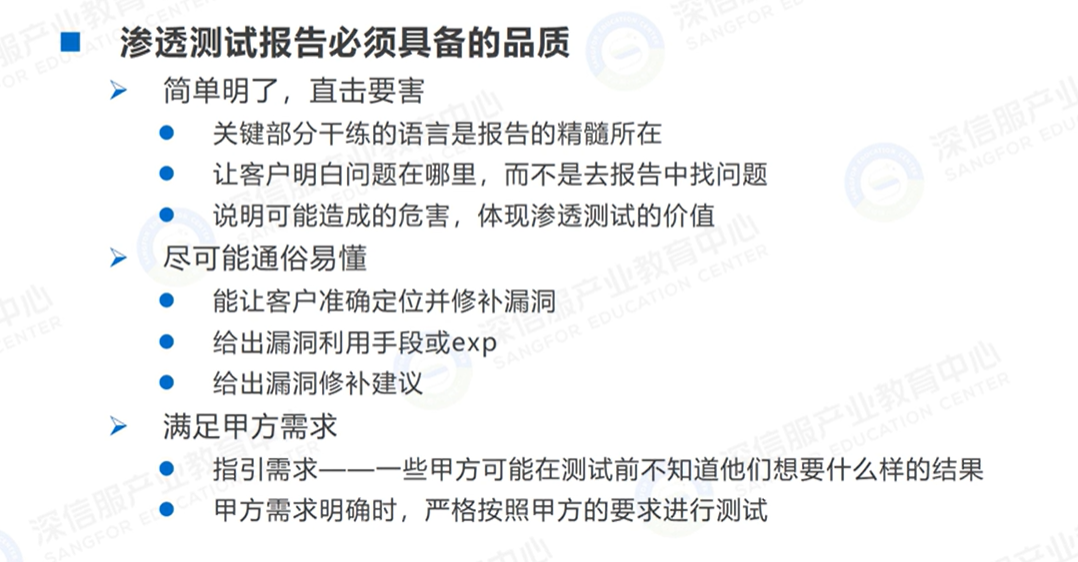 渗透测试报告必须具备的品质
简单明了，直击要害
关键部分干练的语言是报告的精髓所在
让客户明白问题在哪里，而不是去报告中找问题
说明可能造成的危害，体现渗透测试的价值
尽可能通俗易懂
能让客户准确定位并修补漏洞
给出漏洞利用手段或exp
给出漏洞修补建议
满足甲方需求
指引需求——一些甲方可能在测试前不知道他们想要什么样的结果
甲方需求明确时，严格按照甲方的要求进行测试
深信服产业教育中心
SANGFOR EDUCATION CENTER